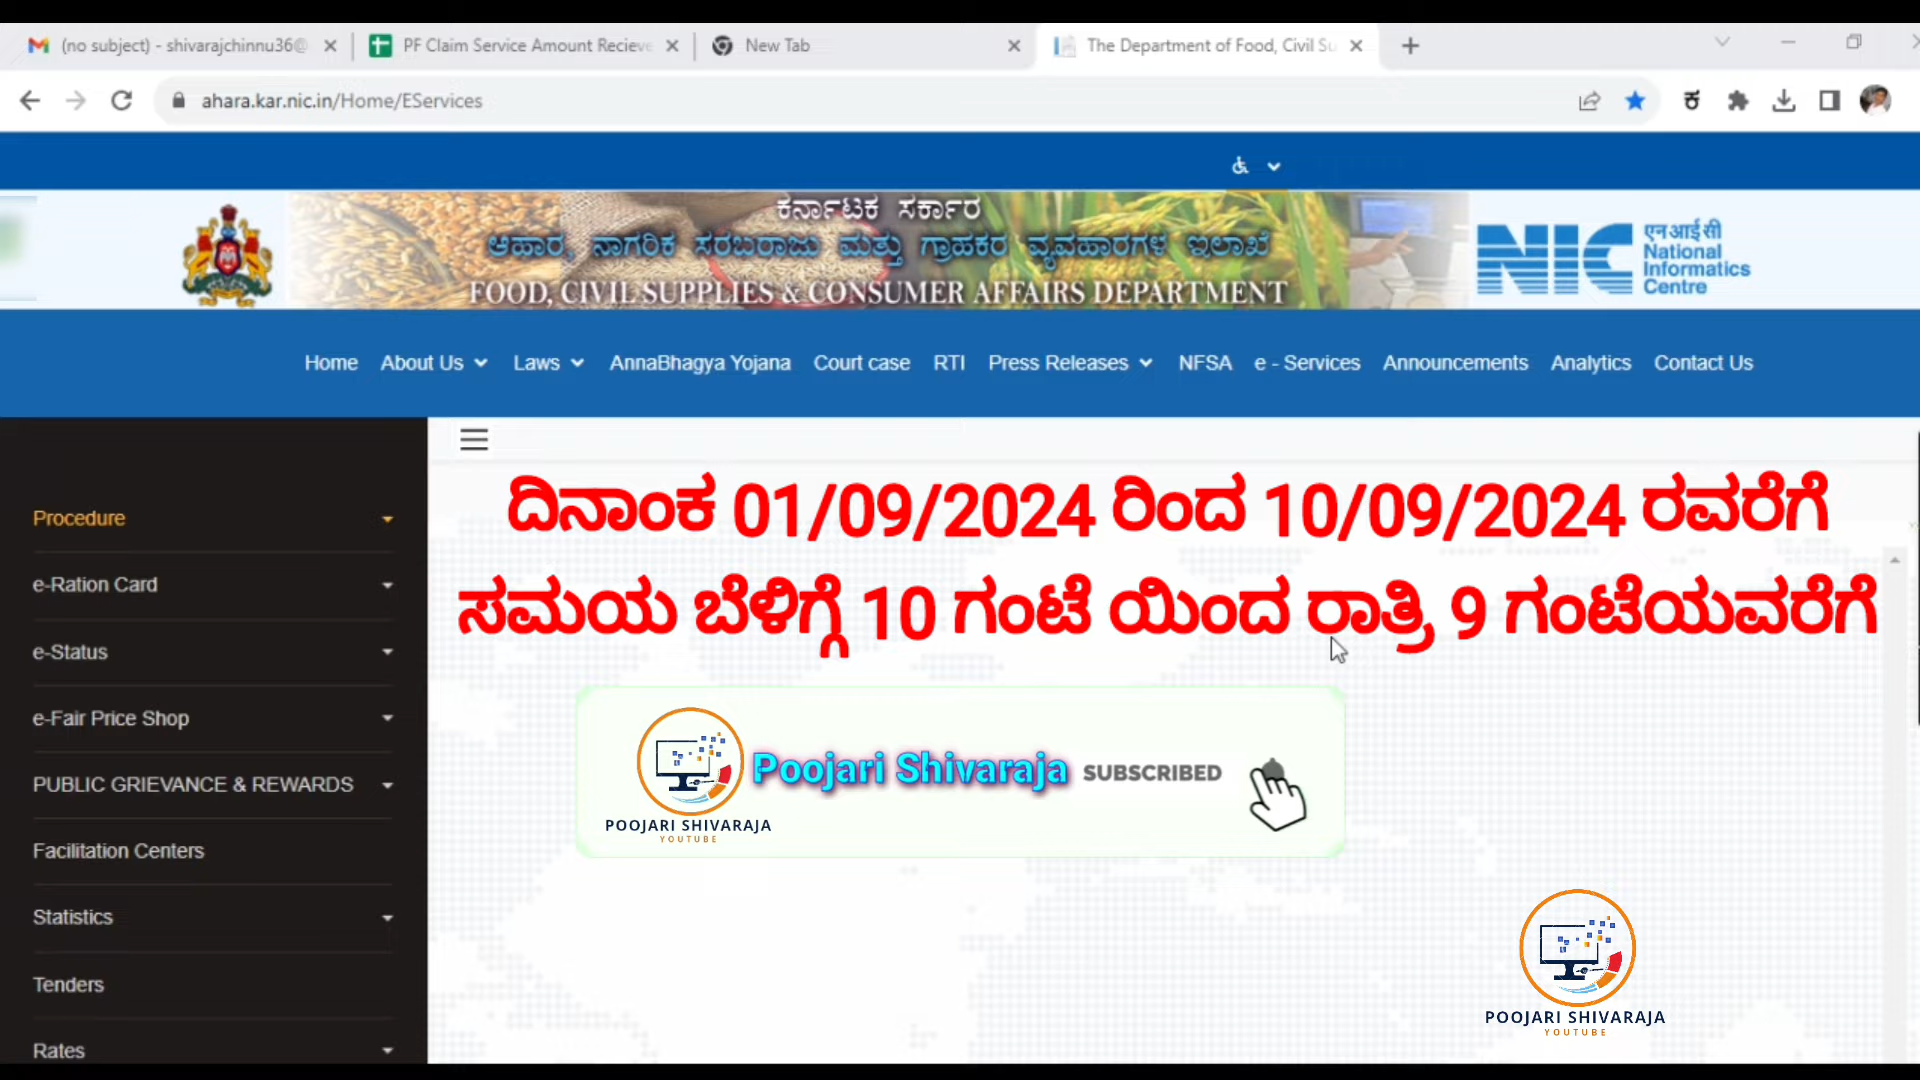 (no subject) - shivarajchinnu36@
PF Claim Service Amount Recieve
New Tab
The Department of Food, Civil Su
ahara.kar.nic.in/Home/EServices
ಕ
ಕರ್ನಾಟಕ ಸರ್ಕಾರ
ಆಹಾರ, ನಾಗರಿಕ ಸರಬರಾಜು ಮತ್ತು ಗ್ರಾಹಕರ ವ್ಯವಹಾರಗಳ ಇಲಾಖೆ
FOOD, CIVIL SUPPLIES & CONSUMER AFFAIRS DEPARTMENT
NIC
एन आई सी
National
Informatics
Centre
Home About Us Laws AnnaBhagya Yojana Court case RTI Press Releases NFSA e - Services Announcements Analytics Contact Us
Procedure
e-Ration Card
e-Status
e-Fair Price Shop
PUBLIC GRIEVANCE & REWARDS
Facilitation Centers
Statistics
Tenders
Rates
ದಿನಾಂಕ 01/09/2024 ರಿಂದ 10/09/2024 ರವರೆಗೆ
ಸಮಯ ಬೆಳಿಗ್ಗೆ 10 ಗಂಟೆ ಯಿಂದ ರಾತ್ರಿ 9 ಗಂಟೆಯವರೆಗೆ
Poojari Shivaraja SUBSCRIBED
POOJARI SHIVARAJA
YOUTUBE
POOJARI SHIVARAJA
YOUTUBE